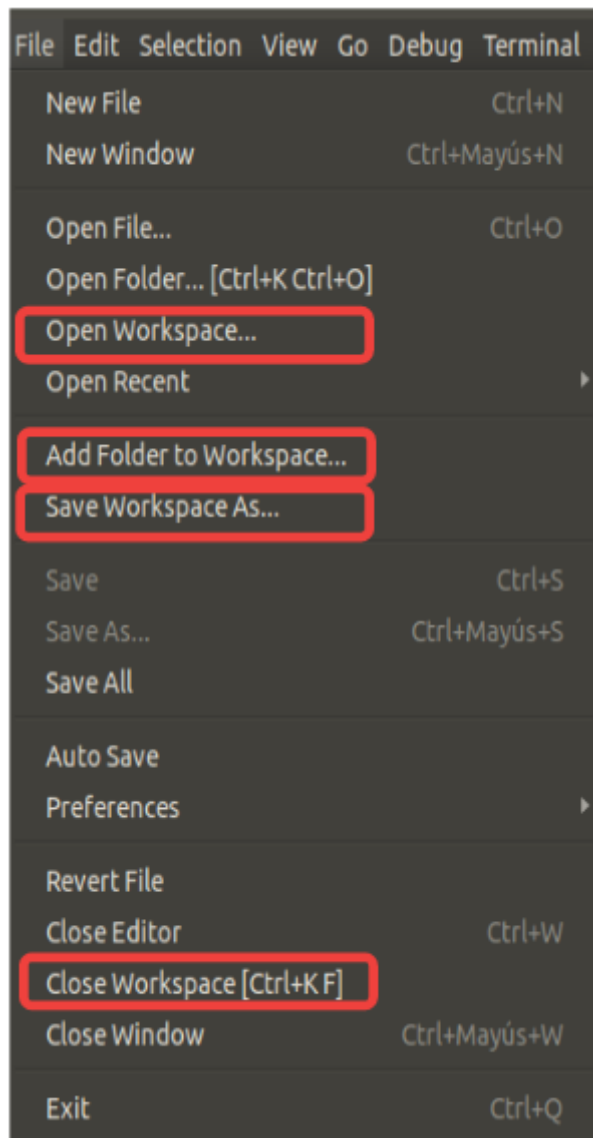 File Edit Selection View Go Debug Terminal
New File Ctrl+N
New Window Ctrl+Mayús+N
Open File... Ctrl+O
Open Folder... [Ctrl+K Ctrl+O]
Open Workspace...
Open Recent
Add Folder to Workspace...
Save Workspace As...
Save Ctrl+S
Save As... Ctrl+Mayús+S
Save All
Auto Save
Preferences
Revert File
Close Editor Ctrl+W
Close Workspace [Ctrl+K F]
Close Window Ctrl+Mayús+W
Exit Ctrl+Q